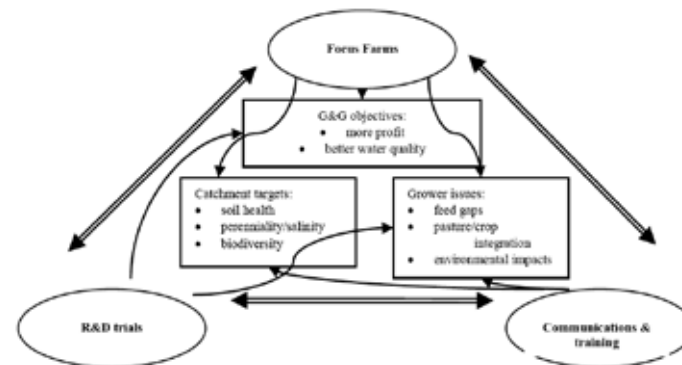 Focus Farms
G&G objectives:
• more profit
• better water quality
Catchment targets:
• soil health
• perenniality/salinity
• biodiversity
Grower issues:
• feed gaps
• pasture/crop
integration
• environmental impacts
R&D trials
Communications &
training